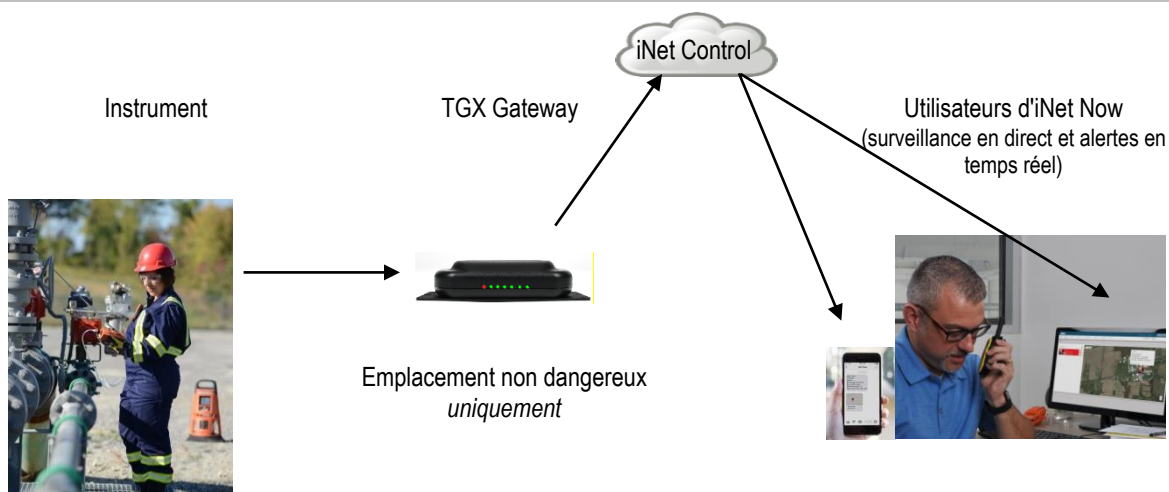 iNet Control
Instrument
TGX Gateway
Utilisateurs d'iNet Now
(surveillance en direct et alertes en
temps réel)
Emplacement non dangereux
uniquement